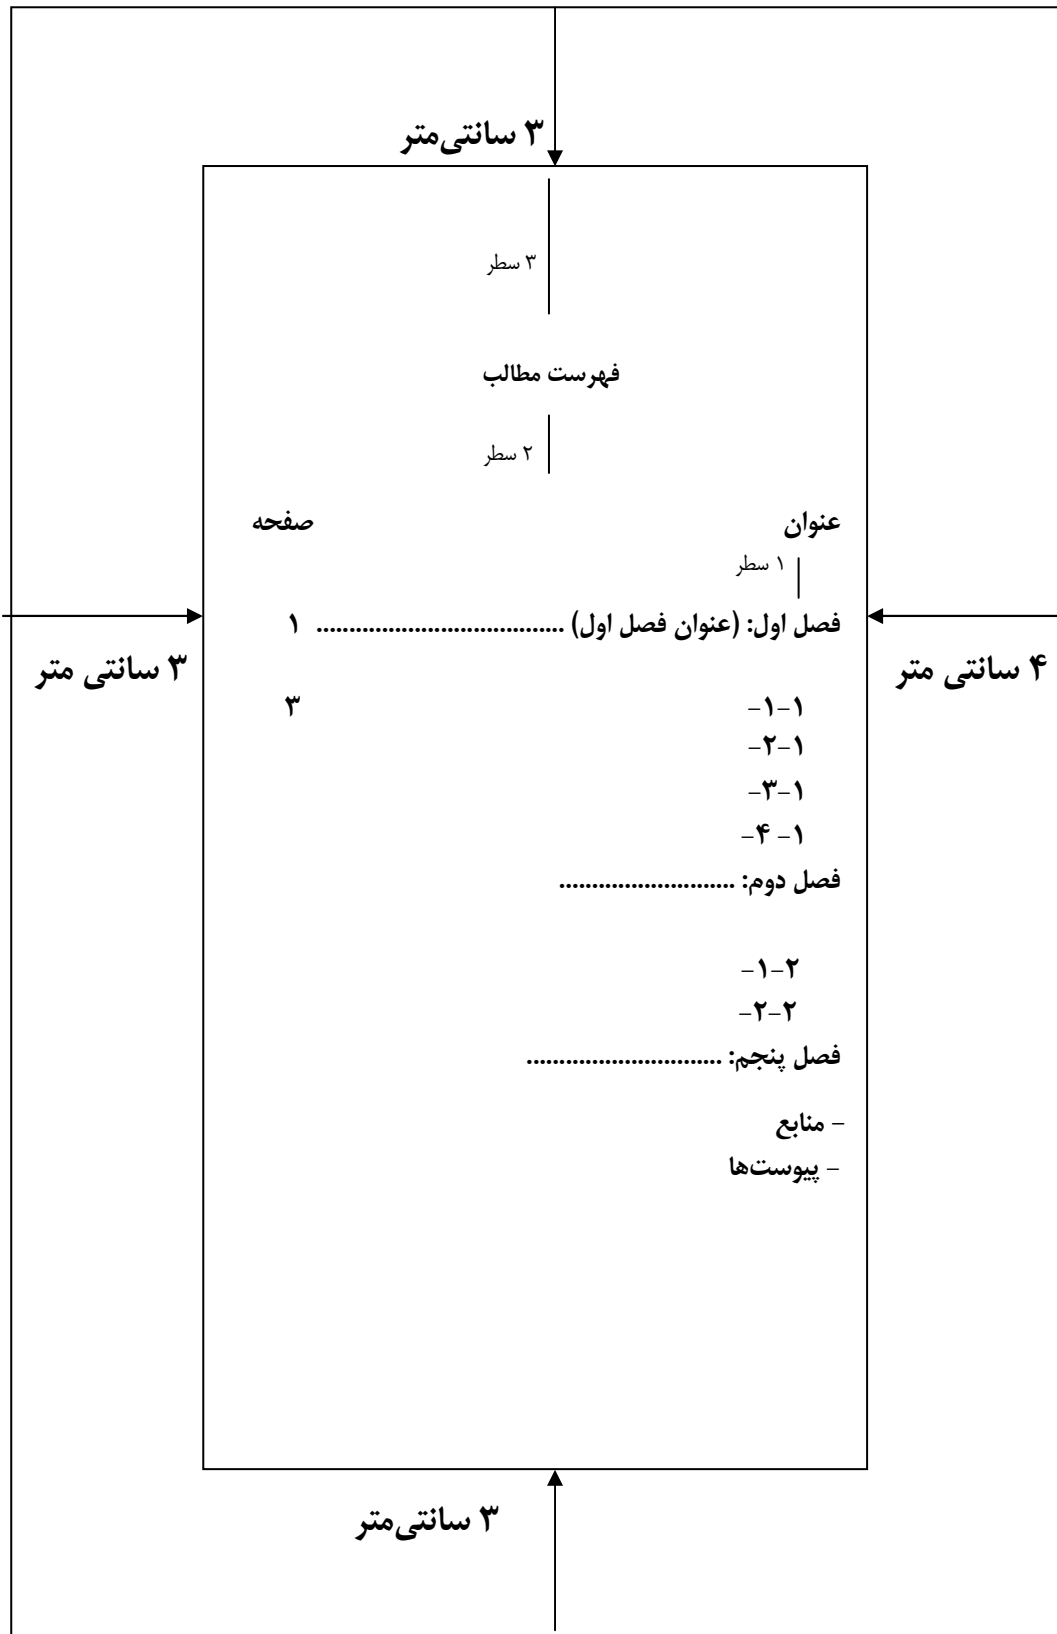 ۳ سانتی‌متر
۳ سطر
فهرست مطالب
۲ سطر
عنوان صفحه
۱ سطر
فصل اول: (عنوان فصل اول) ...................................... ۱
۴ سانتی متر
۳ سانتی متر
۱-۱- ۳
۱-۲-
۱-۳-
۱- ۴-
فصل دوم: ...........................
۲-۱-
۲-۲-
فصل پنجم: ..............................
- منابع
- پیوست‌ها
۳ سانتی‌متر